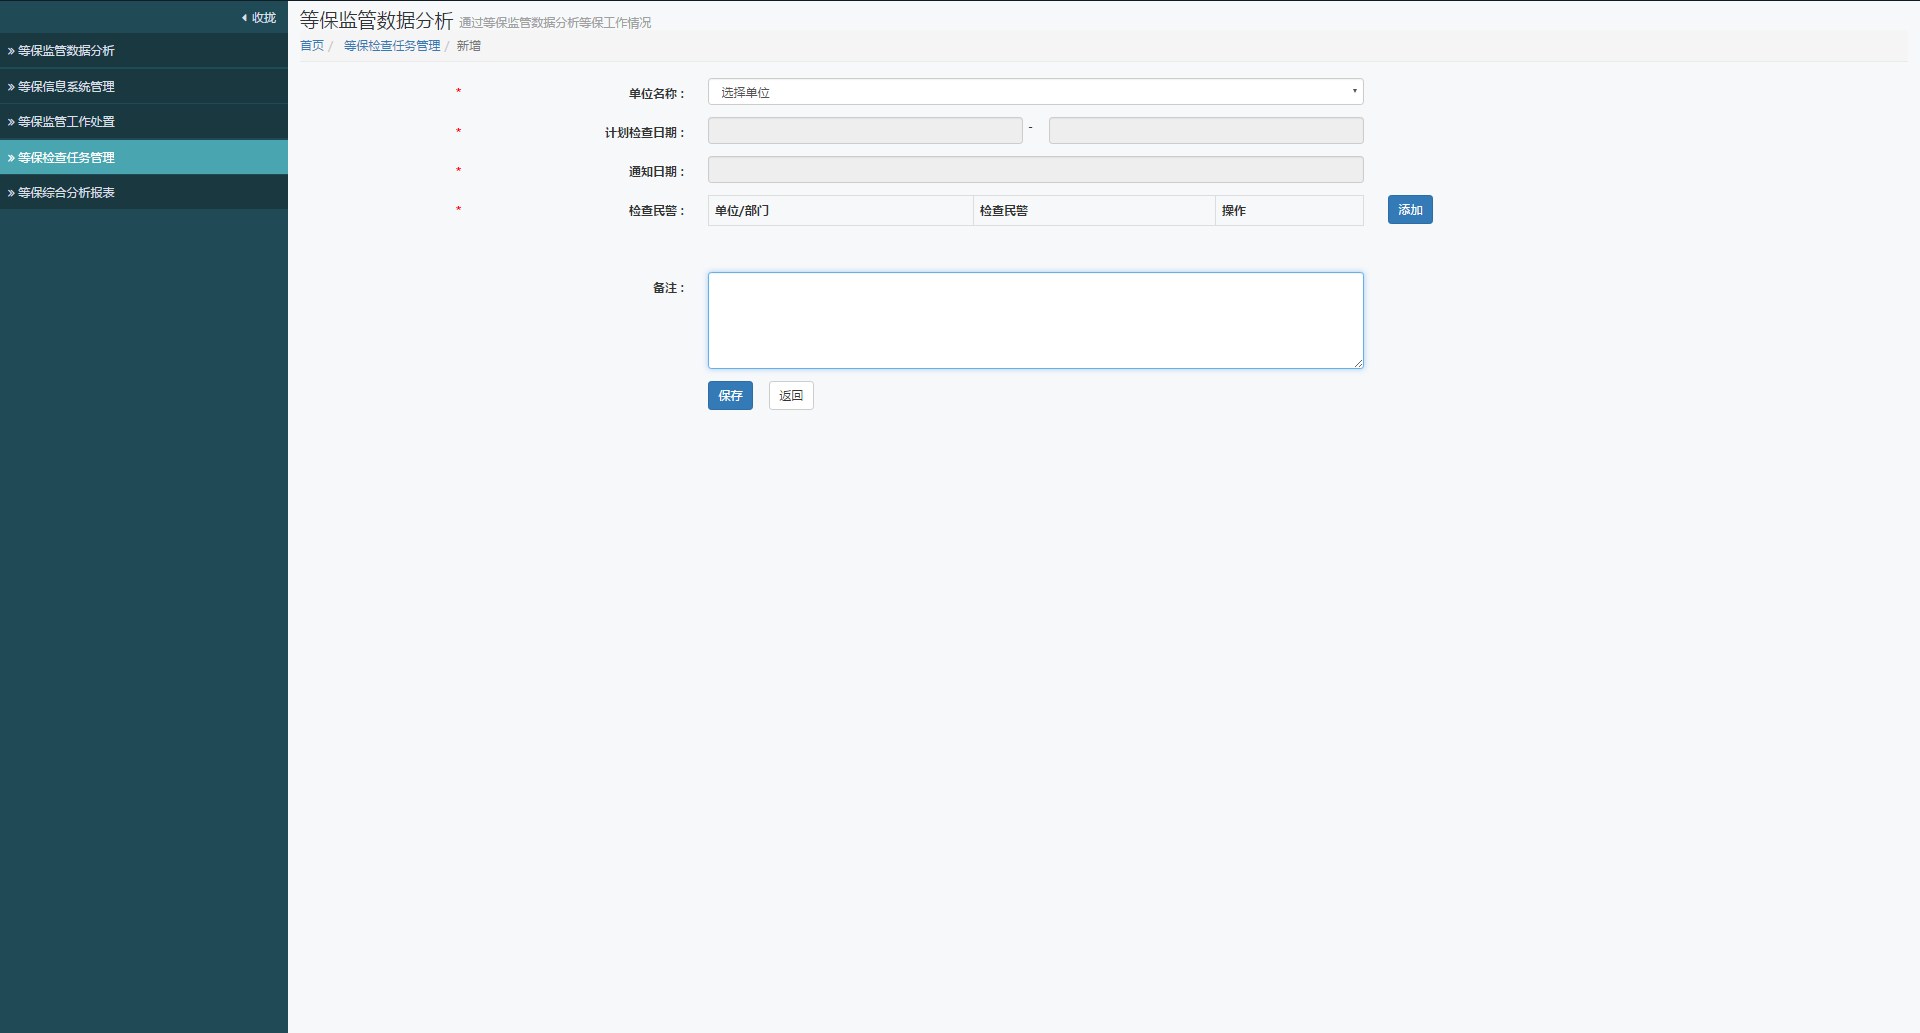 收拢
等保监管数据分析
等保信息系统管理
等保监管工作处置
等保检查任务管理
等保综合分析报表
等保监管数据分析 通过等保监管数据分析等保工作情况
首页 / 等保检查任务管理 / 新增
* 单位名称： 选择单位
* 计划检查日期： -
* 通知日期：
* 检查民警： 单位/部门 检查民警 操作 添加
备注：
保存 返回